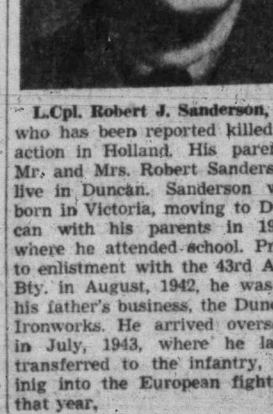 L.Cpl. Robert J. Sanderson,
who has been reported killed
action in Holland. His parei
Mr. and Mrs. Robert Sanders
live in Duncan. Sanderson v
born in Victoria, moving to D
can with his parents in 19
where he attended school. Pr
to enlistment with the 43rd A
Bty. in August, 1942, he was
his father's business, the Dunc
Ironworks. He arrived overs
in July, 1943, where he la
transferred to the infantry,
inig into the European fight
that year,